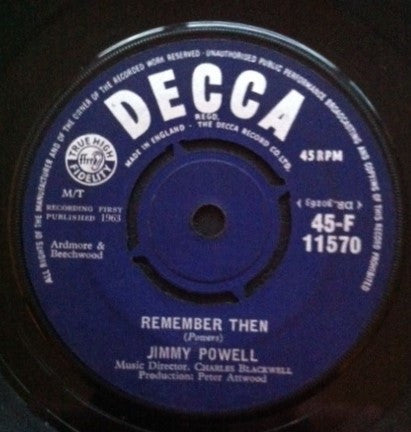 ALL RIGHTS OF THE MANUFACTURER AND OF THE OWNER OF THE RECORDED WORK RESERVED · UNAUTHORISED PUBLIC PERFORMANCE BROADCASTING AND COPYING OF THIS RECORD PROHIBITED
DECCA
REGD.
MADE IN ENGLAND · THE DECCA RECORD CO LTD.
TRUE HIGH
ffrr
FIDELITY
45 RPM
M/T
RECORDING FIRST
PUBLISHED 1963
45-F
11570
Ardmore &
Beechwood
REMEMBER THEN
(Powers)
JIMMY POWELL
Music Director. CHARLES BLACKWELL
Production: Peter Attwood